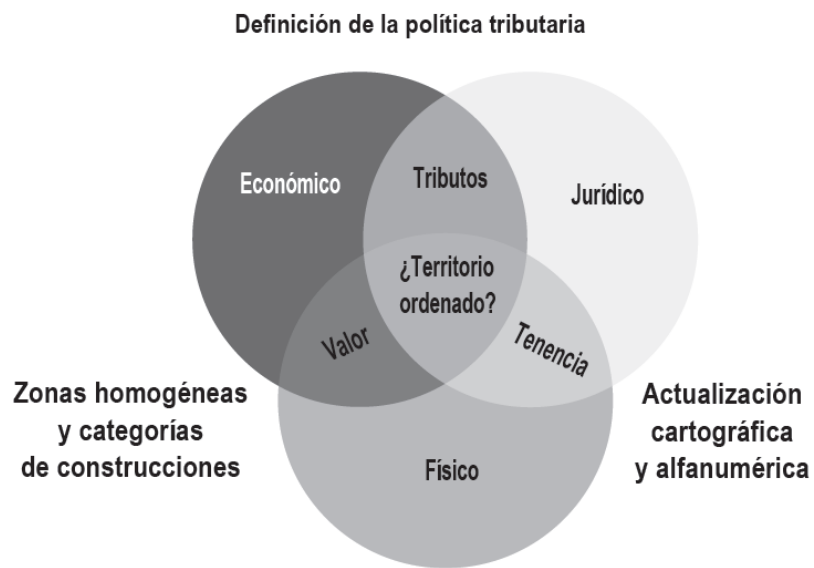 Definición de la política tributaria
Económico
Tributos
Jurídico
¿Territorio
ordenado?
Valor
Tenencia
Zonas homogéneas
y categorías
de construcciones
Actualización
cartográfica
y alfanumérica
Físico